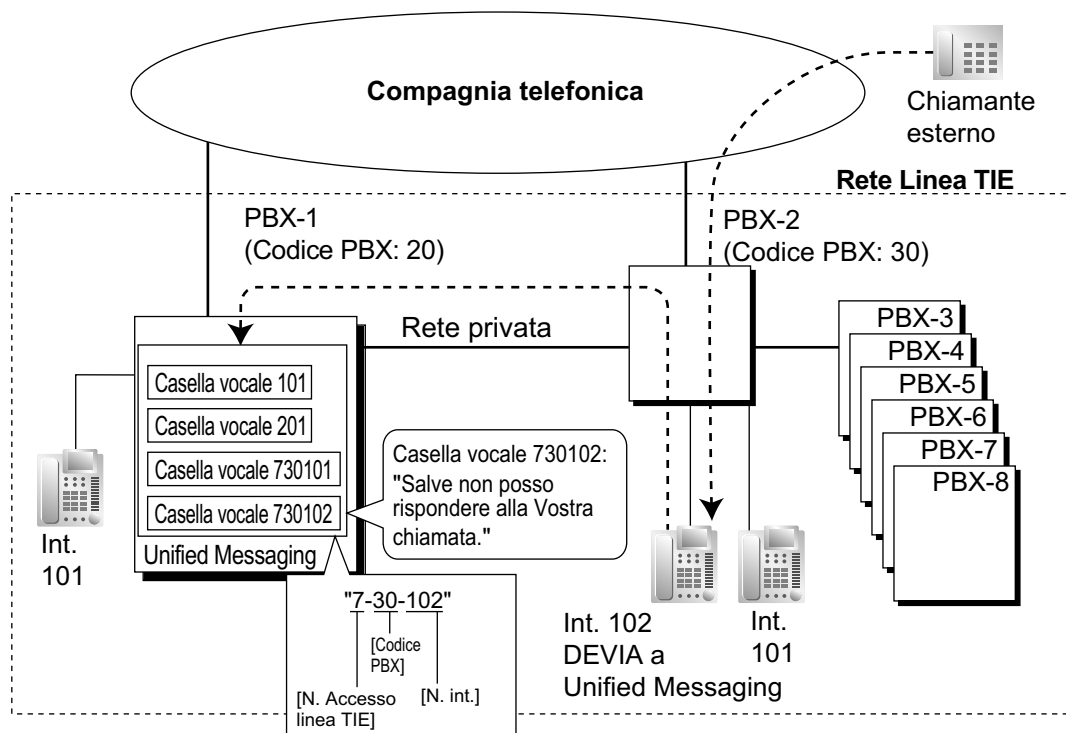 Compagnia telefonica
Chiamante
esterno
Rete Linea TIE
PBX-1
(Codice PBX: 20)
PBX-2
(Codice PBX: 30)
Rete privata
PBX-3
PBX-4
PBX-5
PBX-6
PBX-7
PBX-8
Casella vocale 101
Casella vocale 201
Casella vocale 730101
Casella vocale 730102
Unified Messaging
Int.
101
Casella vocale 730102:
"Salve non posso
rispondere alla Vostra
chiamata."
"7-30-102"
[Codice
PBX]
[N. Accesso
linea TIE]
[N. int.]
Int. 102
DEVIA a
Unified Messaging
Int.
101